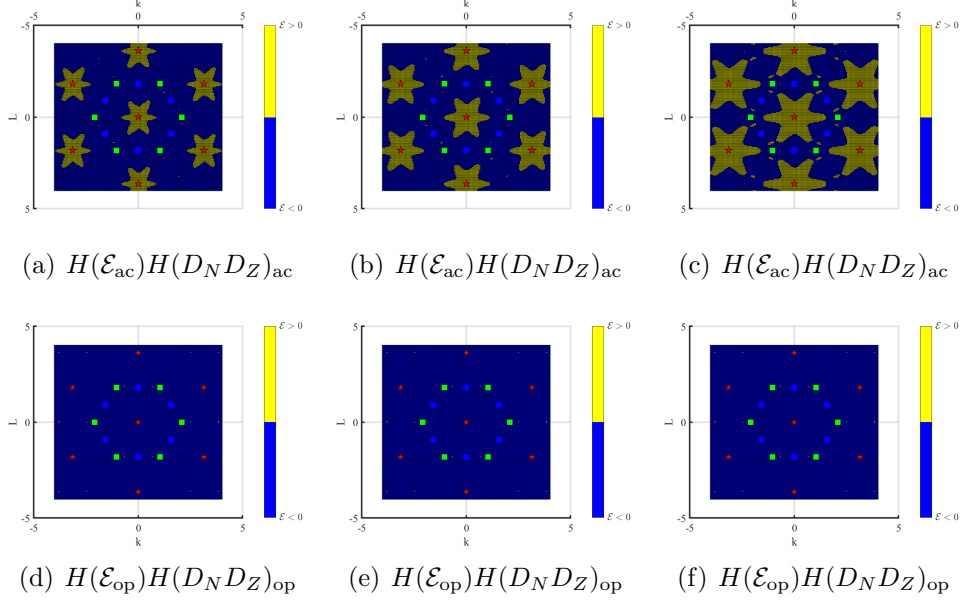 k k k
-5 0 5 -5 0 5 -5 0 5
-5 -5 -5
L 0 L 0 L 0
5 5 5
ℰ > 0 ℰ > 0 ℰ > 0
ℰ < 0 ℰ < 0 ℰ < 0
(a) H(ℰ_ac)H(D_N D_Z)_ac (b) H(ℰ_ac)H(D_N D_Z)_ac (c) H(ℰ_ac)H(D_N D_Z)_ac
5 5 5
ℰ > 0 ℰ > 0 ℰ > 0
L 0 L 0 L 0
ℰ < 0 ℰ < 0 ℰ < 0
-5 -5 -5
-5 0 5 -5 0 5 -5 0 5
k k k
(d) H(ℰ_op)H(D_N D_Z)_op (e) H(ℰ_op)H(D_N D_Z)_op (f) H(ℰ_op)H(D_N D_Z)_op